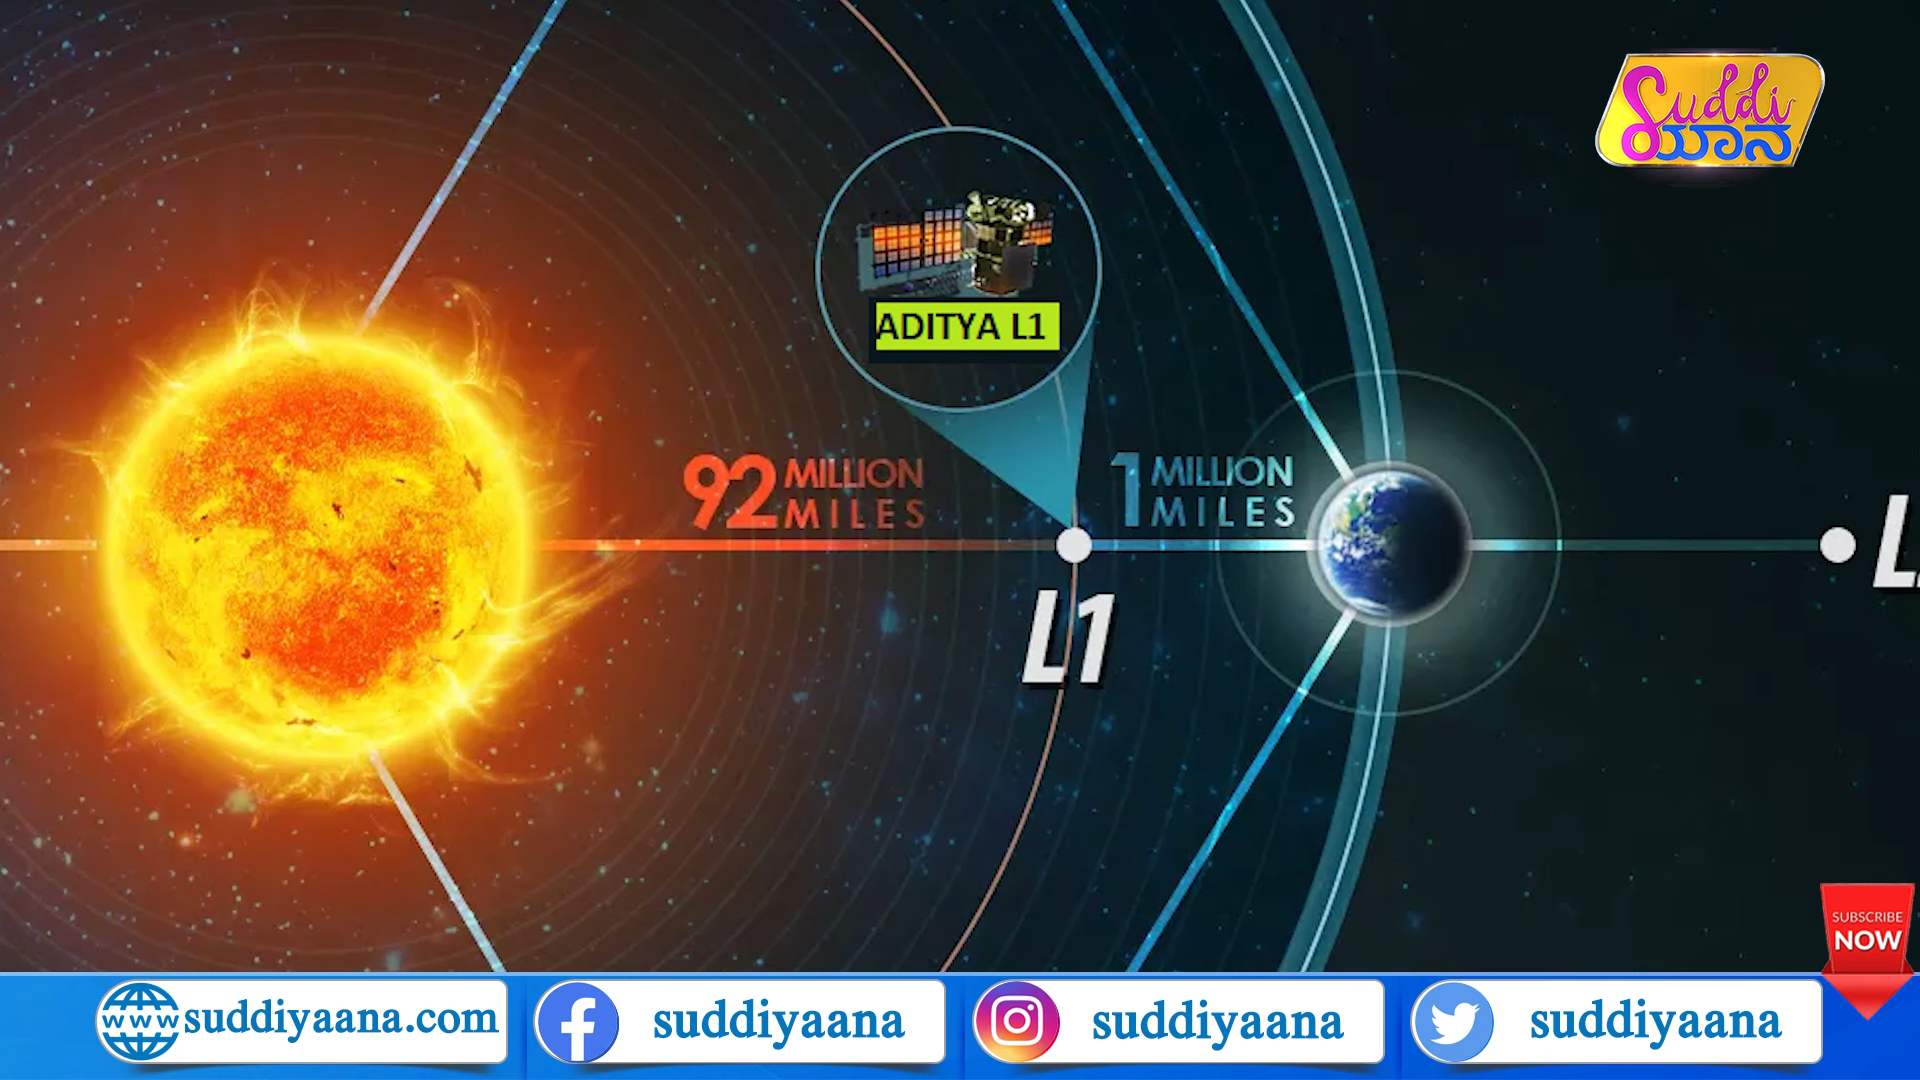 Suddi
ಯಾನ
ADITYA L1
92 MILLION
MILES
1 MILLION
MILES
L1
SUBSCRIBE
NOW
www suddiyaana.com
suddiyaana
suddiyaana
suddiyaana